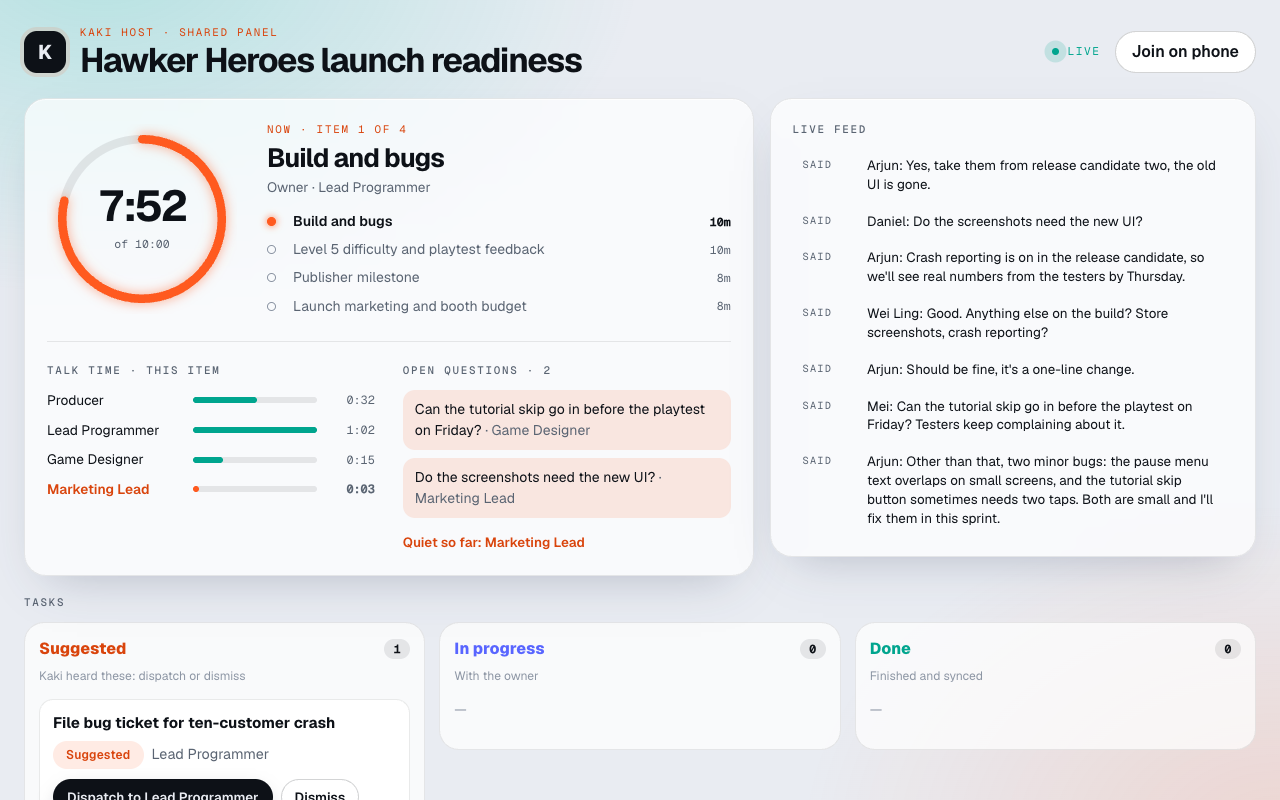 K
KAKI HOST · SHARED PANEL
Hawker Heroes launch readiness
LIVE
Join on phone
7:52
of 10:00
NOW · ITEM 1 OF 4
Build and bugs
Owner · Lead Programmer
Build and bugs 10m
Level 5 difficulty and playtest feedback 10m
Publisher milestone 8m
Launch marketing and booth budget 8m
TALK TIME · THIS ITEM
Producer 0:32
Lead Programmer 1:02
Game Designer 0:15
Marketing Lead 0:03
OPEN QUESTIONS · 2
Can the tutorial skip go in before the playtest
on Friday? · Game Designer
Do the screenshots need the new UI? ·
Marketing Lead
Quiet so far: Marketing Lead
LIVE FEED
SAID Arjun: Yes, take them from release candidate two, the old
UI is gone.
SAID Daniel: Do the screenshots need the new UI?
SAID Arjun: Crash reporting is on in the release candidate, so
we'll see real numbers from the testers by Thursday.
SAID Wei Ling: Good. Anything else on the build? Store
screenshots, crash reporting?
SAID Arjun: Should be fine, it's a one-line change.
SAID Mei: Can the tutorial skip go in before the playtest on
Friday? Testers keep complaining about it.
SAID Arjun: Other than that, two minor bugs: the pause menu
text overlaps on small screens, and the tutorial skip
button sometimes needs two taps. Both are small and I'll
fix them in this sprint.
TASKS
Suggested 1
Kaki heard these: dispatch or dismiss
File bug ticket for ten-customer crash
Suggested Lead Programmer
Dispatch to Lead Programmer Dismiss
In progress 0
With the owner
—
Done 0
Finished and synced
—